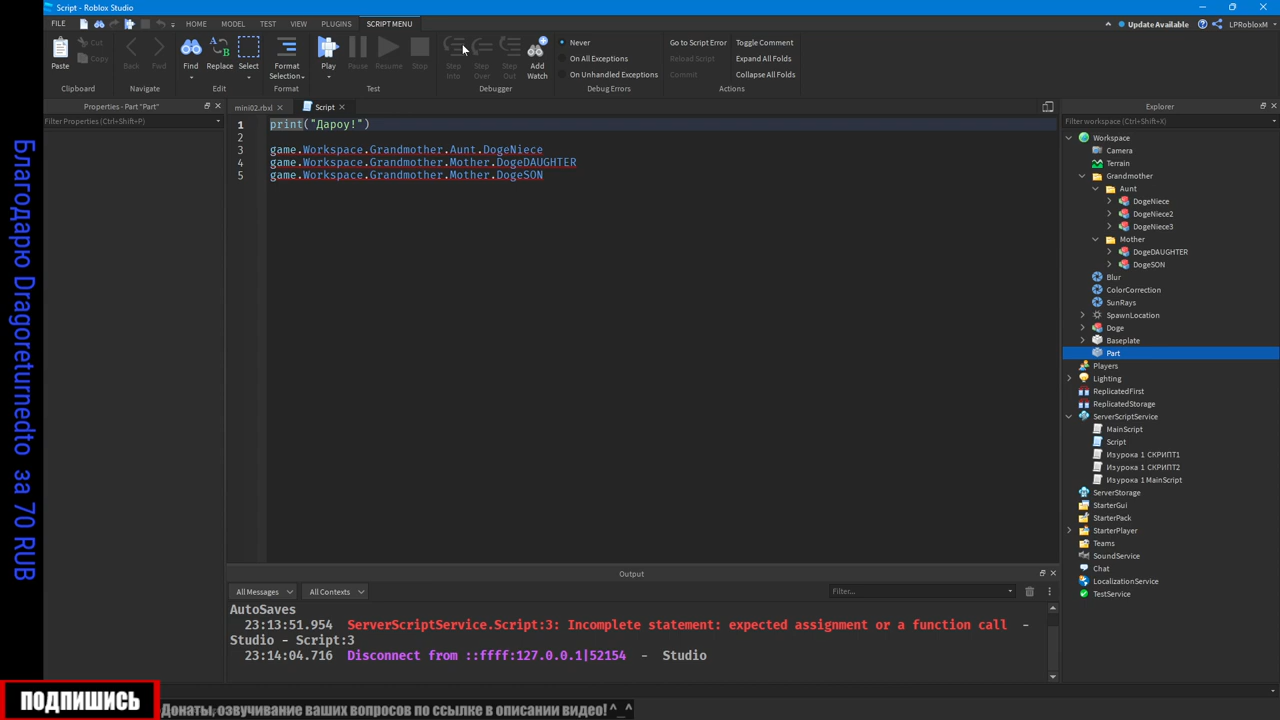 Script - Roblox Studio
FILE HOME MODEL TEST VIEW PLUGINS SCRIPT MENU Update Available LPRobloxM
Paste Cut Copy Clipboard
Back Fwd Navigate
Find Replace Select Edit
Format Selection Format
Play Pause Resume Stop Test
Step Into Step Over Step Out Add Watch Debugger
Never
On All Exceptions
On Unhandled Exceptions
Debug Errors
Go to Script Error Toggle Comment
Reload Script Expand All Folds
Commit Collapse All Folds
Actions
Properties - Part "Part"
Filter Properties (Ctrl+Shift+P)
mini02.rbxl Script
1 print("Дароу!")
2
3 game.Workspace.Grandmother.Aunt.DogeNiece
4 game.Workspace.Grandmother.Mother.DogeDAUGHTER
5 game.Workspace.Grandmother.Mother.DogeSON
Explorer
Filter workspace (Ctrl+Shift+X)
Workspace
Camera
Terrain
Grandmother
Aunt
DogeNiece
DogeNiece2
DogeNiece3
Mother
DogeDAUGHTER
DogeSON
Blur
ColorCorrection
SunRays
SpawnLocation
Doge
Baseplate
Part
Players
Lighting
ReplicatedFirst
ReplicatedStorage
ServerScriptService
MainScript
Script
Из урока 1 СКРИПТ1
Из урока 1 СКРИПТ2
Из урока 1 MainScript
ServerStorage
StarterGui
StarterPack
StarterPlayer
Teams
SoundService
Chat
LocalizationService
TestService
Output
All Messages All Contexts Filter...
AutoSaves
23:13:51.954 ServerScriptService.Script:3: Incomplete statement: expected assignment or a function call -
Studio - Script:3
23:14:04.716 Disconnect from ::ffff:127.0.0.1|52154 - Studio
Благодарю Dragoreturnedto за 70 RUB
подпишись
Донаты, озвучивание ваших вопросов по ссылке в описании видео! ^_^